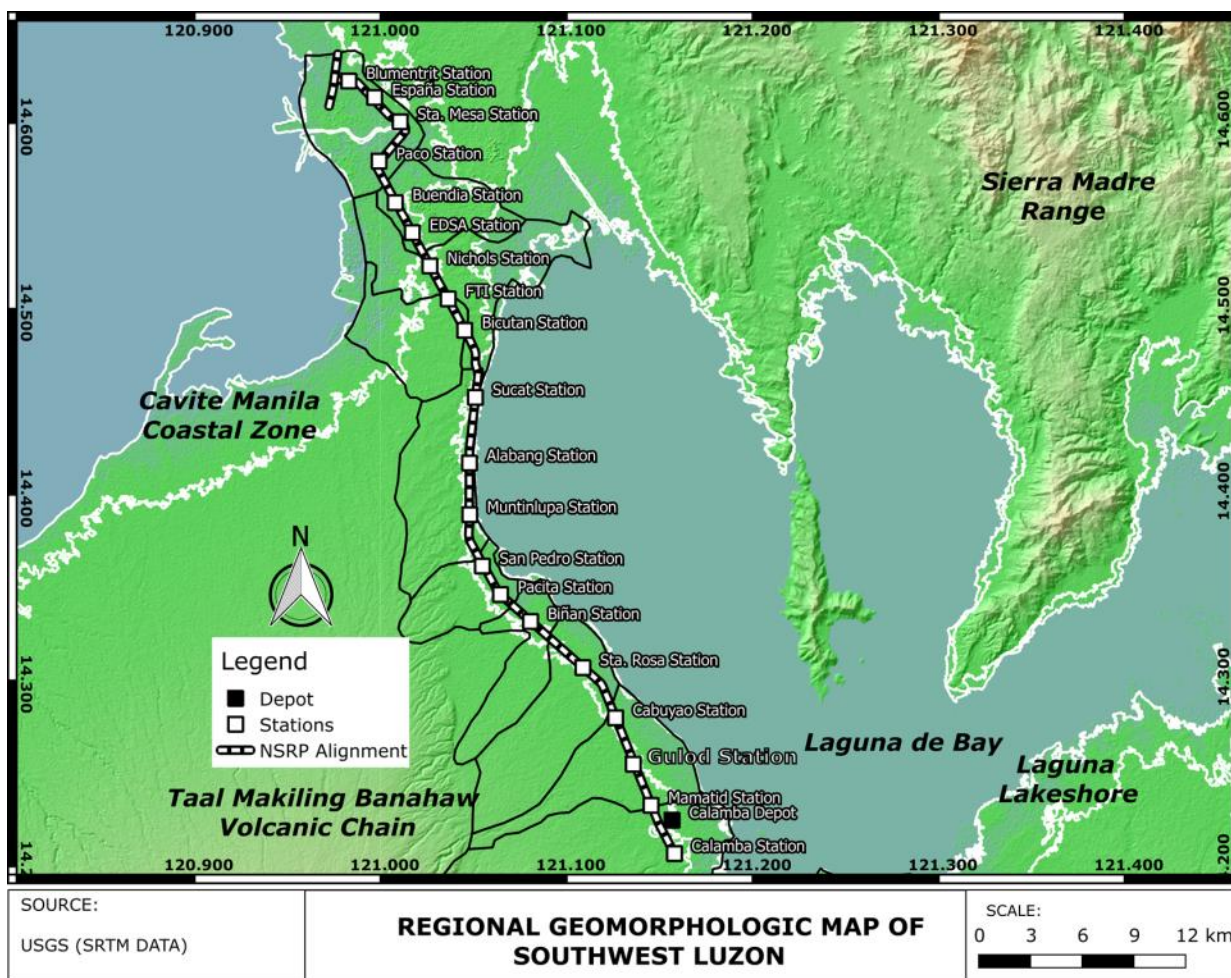 120.900 121.000 121.100 121.200 121.300 121.400
14.600
14.600
Blumentrit Station
España Station
Sta. Mesa Station
Paco Station
Buendia Station
EDSA Station
Nichols Station
FTI Station
Bicutan Station
Sucat Station
Alabang Station
Muntinlupa Station
San Pedro Station
Pacita Station
Biñan Station
Sta. Rosa Station
Cabuyao Station
Gulod Station
Mamatid Station
Calamba Depot
Calamba Station
Sierra Madre
Range
14.500
14.500
Cavite Manila
Coastal Zone
14.400
14.400
N
Legend
Depot
Stations
NSRP Alignment
14.300
14.300
Laguna de Bay
Laguna
Lakeshore
Taal Makiling Banahaw
Volcanic Chain
14.2
200
120.900 121.000 121.100 121.200 121.300 121.400
SOURCE:
USGS (SRTM DATA)
REGIONAL GEOMORPHOLOGIC MAP OF
SOUTHWEST LUZON
SCALE:
0 3 6 9 12 km